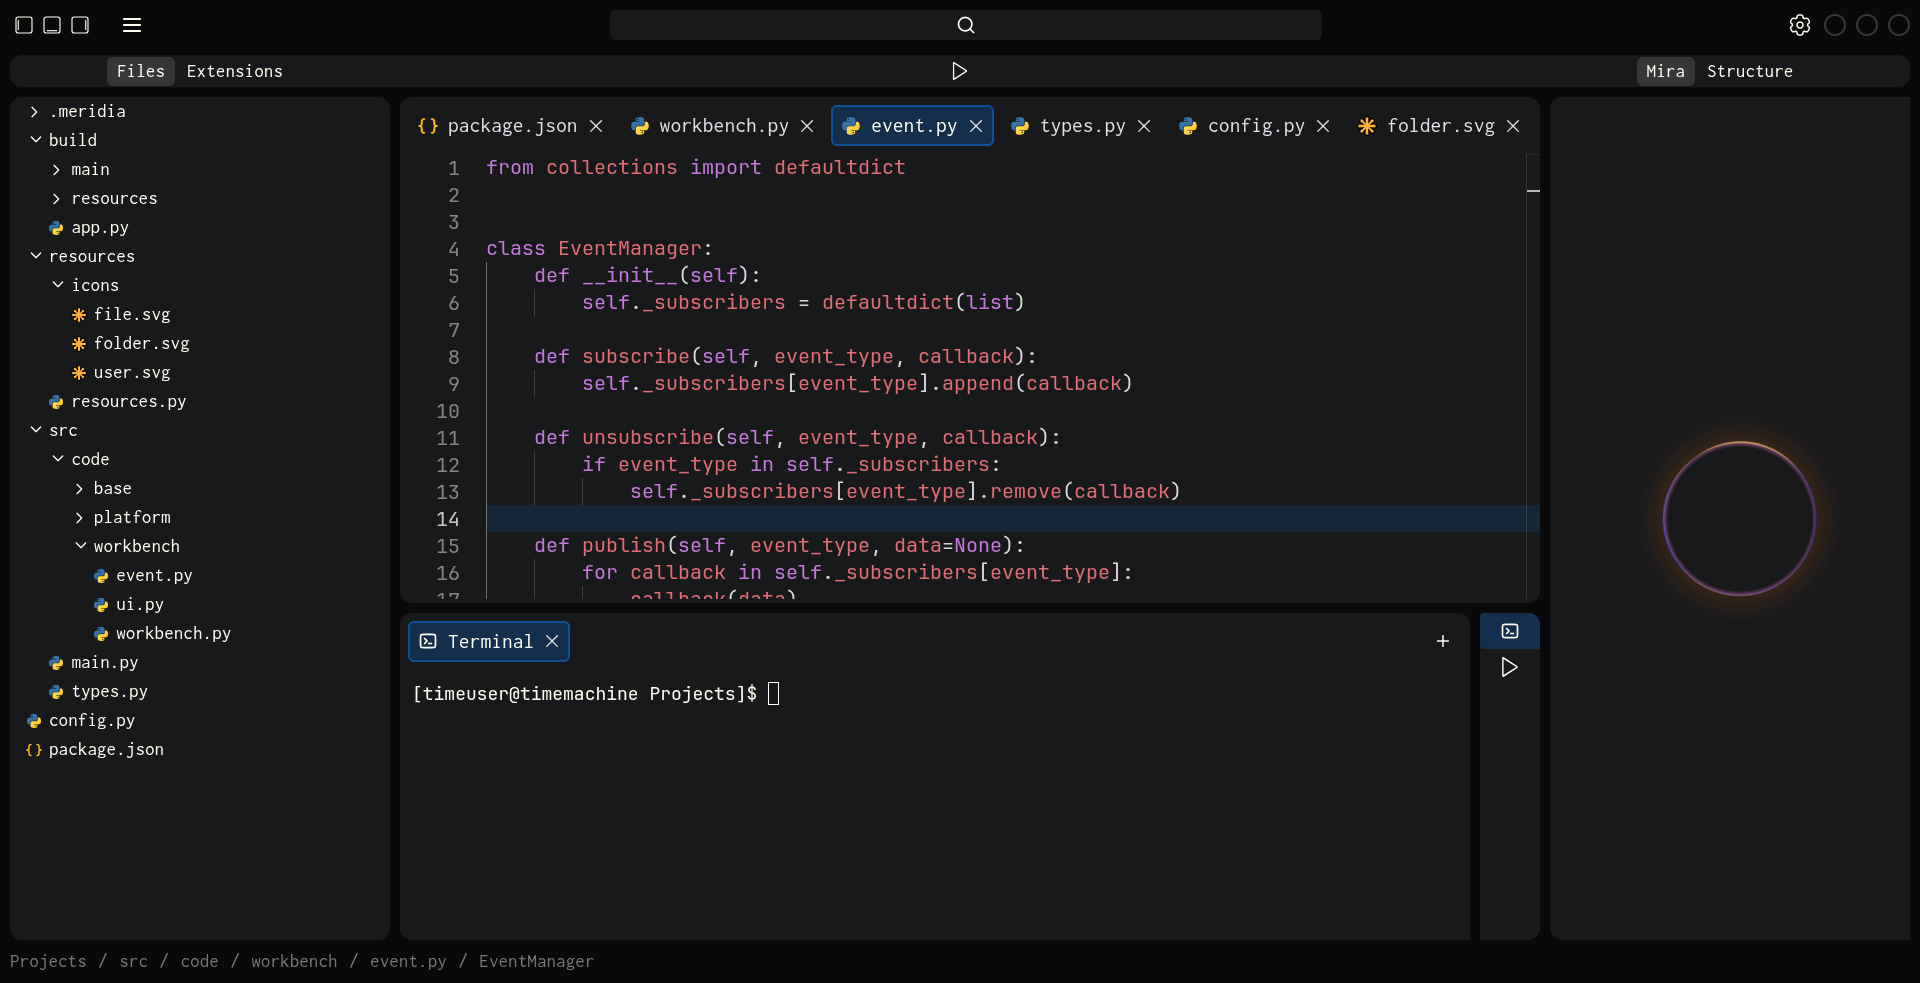 Files Extensions Mira Structure
.meridia
build
main
resources
app.py
resources
icons
file.svg
folder.svg
user.svg
resources.py
src
code
base
platform
workbench
event.py
ui.py
workbench.py
main.py
types.py
config.py
{} package.json
{} package.json workbench.py event.py types.py config.py folder.svg
1 from collections import defaultdict
2
3
4 class EventManager:
5     def __init__(self):
6         self._subscribers = defaultdict(list)
7
8     def subscribe(self, event_type, callback):
9         self._subscribers[event_type].append(callback)
10
11     def unsubscribe(self, event_type, callback):
12         if event_type in self._subscribers:
13             self._subscribers[event_type].remove(callback)
14
15     def publish(self, event_type, data=None):
16         for callback in self._subscribers[event_type]:
17             callback(data)
Terminal
[timeuser@timemachine Projects]$
Projects / src / code / workbench / event.py / EventManager